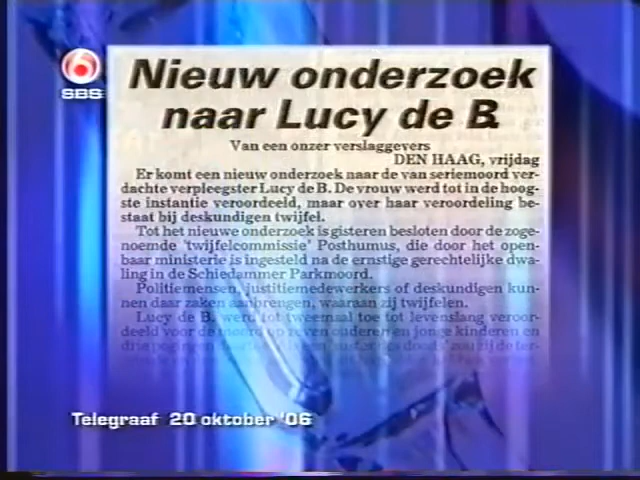 6
SBS
Nieuw onderzoek
naar Lucy de B.
Van een onzer verslaggevers
DEN HAAG, vrijdag
Er komt een nieuw onderzoek naar de van seriemoord ver-
dachte verpleegster Lucy de B. De vrouw werd tot in de hoog-
ste instantie veroordeeld, maar over haar veroordeling be-
staat bij deskundigen twijfel.
Tot het nieuwe onderzoek is gisteren besloten door de zoge-
noemde 'twijfelcommissie' Posthumus, die door het open-
baar ministerie is ingesteld na de ernstige gerechtelijke dwa-
ling in de Schiedammer Parkmoord.
Politiemensen, justitiemedewerkers of deskundigen kun-
nen daar zaken aanbrengen, waaraan zij twijfelen.
Lucy de B. werd tot tweemaal toe tot levenslang veroor-
deeld voor de moord op zeven ouderen en jonge kinderen en
Telegraaf 20 oktober '06